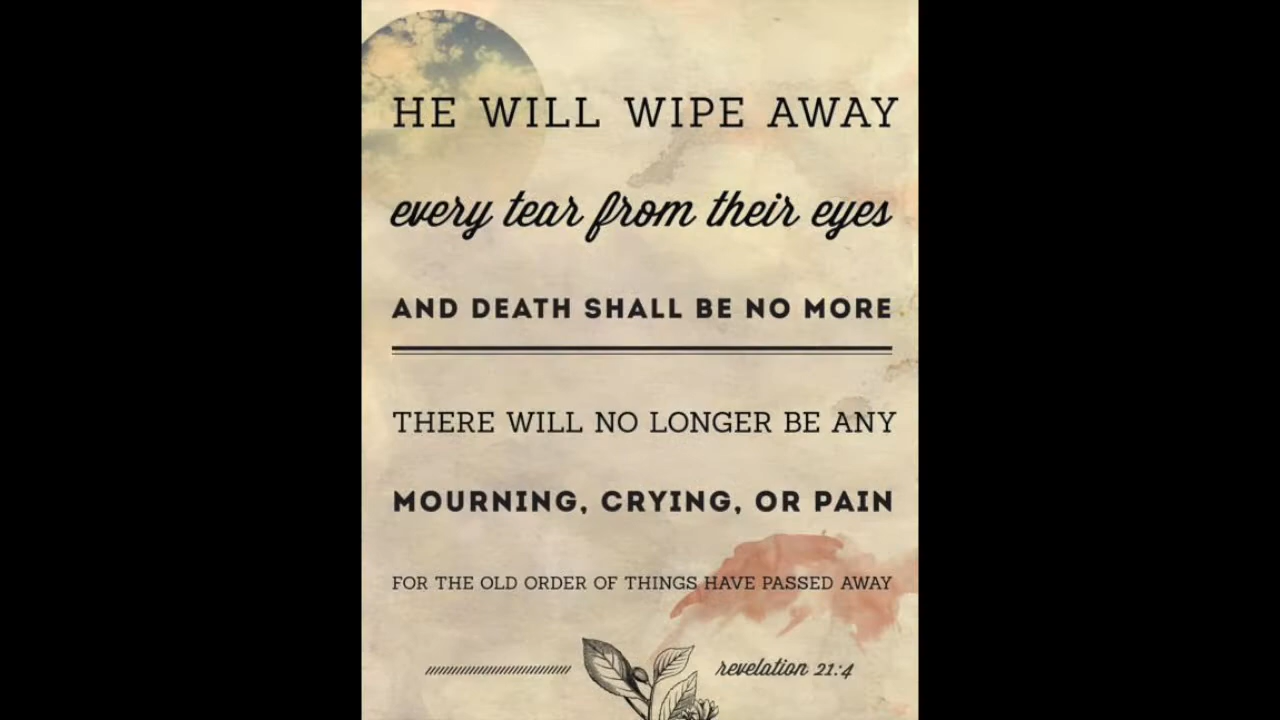 HE WILL WIPE AWAY
every tear from their eyes
AND DEATH SHALL BE NO MORE
THERE WILL NO LONGER BE ANY
MOURNING, CRYING, OR PAIN
FOR THE OLD ORDER OF THINGS HAVE PASSED AWAY
revelation 21:4